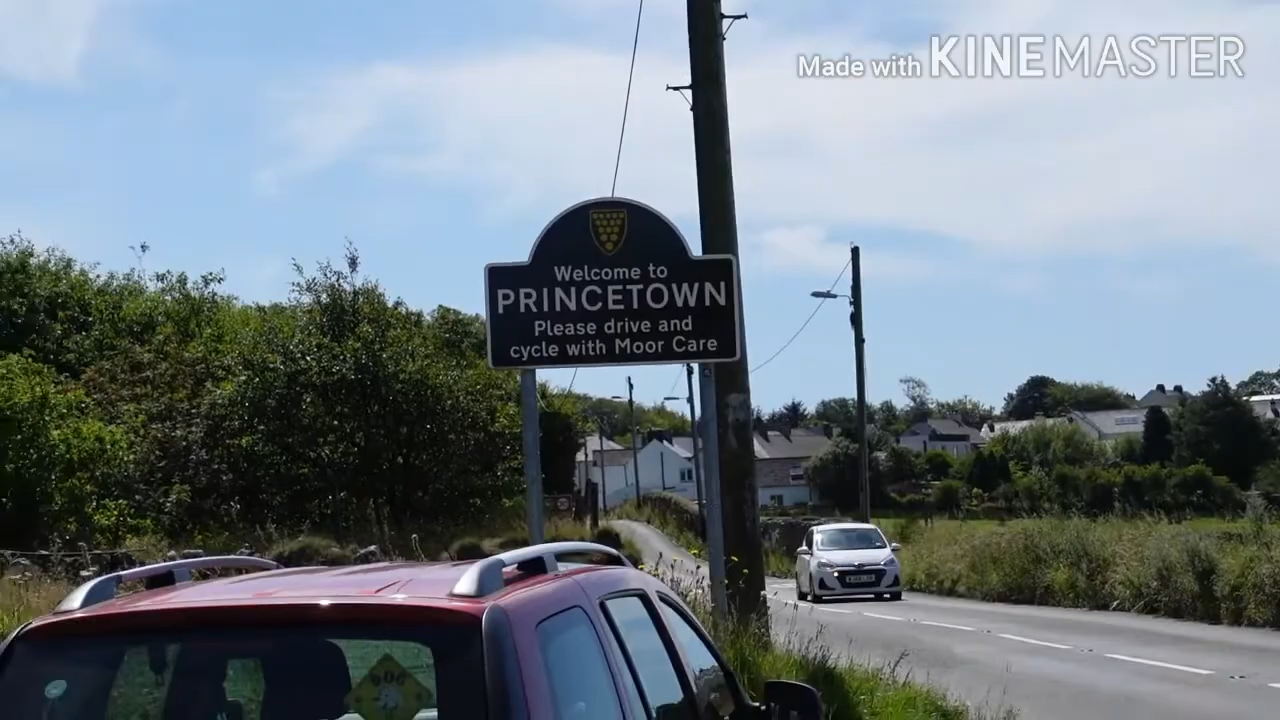 Made with KINEMASTER
Welcome to
PRINCETOWN
Please drive and
cycle with Moor Care